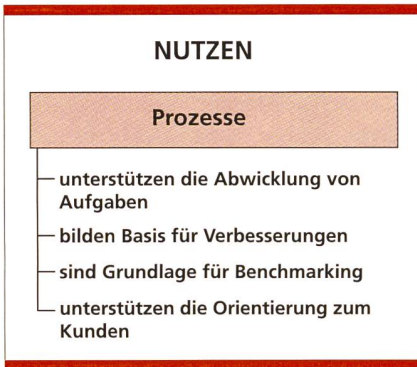 NUTZEN
Prozesse
unterstützen die Abwicklung von
Aufgaben
bilden Basis für Verbesserungen
sind Grundlage für Benchmarking
unterstützen die Orientierung zum
Kunden